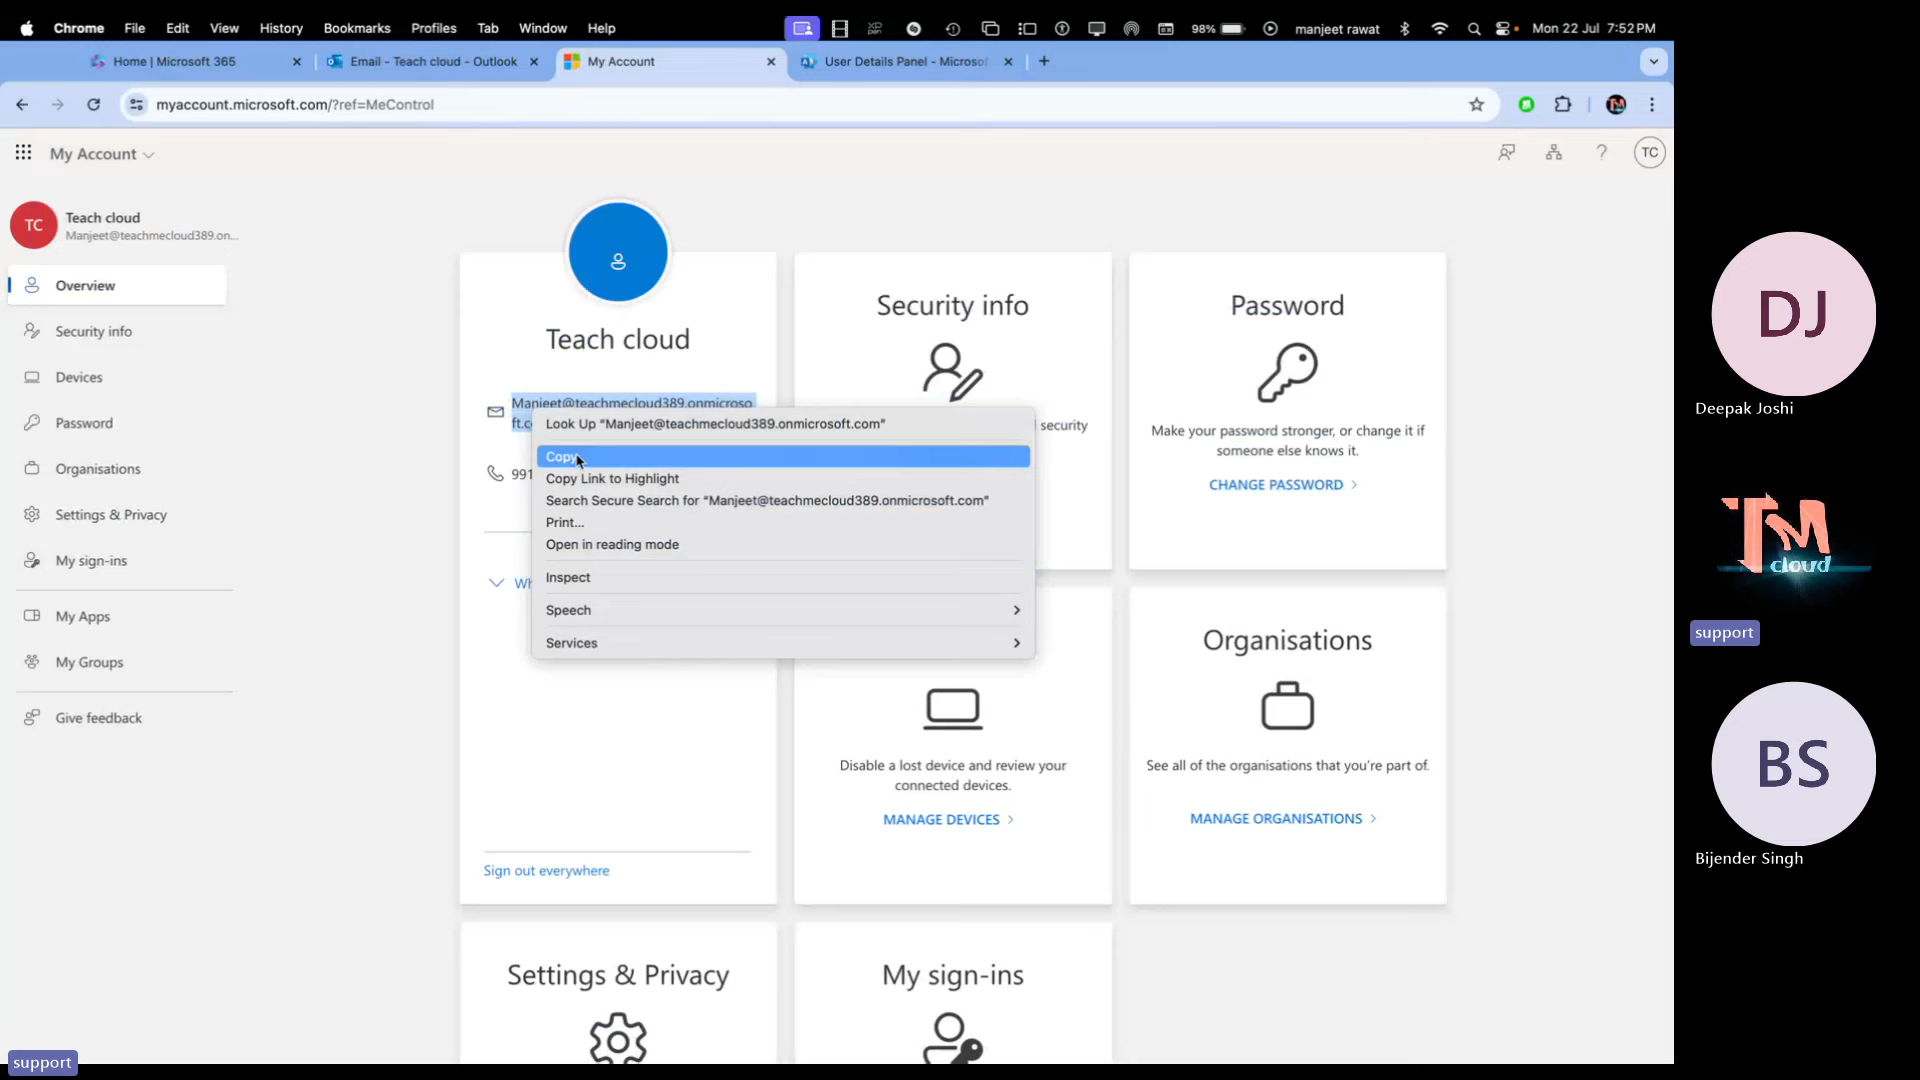 Chrome File Edit View History Bookmarks Profiles Tab Window Help
98% manjeet rawat Mon 22 Jul 7:52 PM
Home | Microsoft 365
Email - Teach cloud - Outlook
My Account
User Details Panel - Microsof
myaccount.microsoft.com/?ref=MeControl
My Account
? TC
TC
Teach cloud
Manjeet@teachmecloud389.on...
Overview
Security info
Devices
Password
Organisations
Settings & Privacy
My sign-ins
My Apps
My Groups
Give feedback
Teach cloud
Manjeet@teachmecloud389.onmicroso
ft.c
991
Sign out everywhere
Look Up "Manjeet@teachmecloud389.onmicrosoft.com"
Copy
Copy Link to Highlight
Search Secure Search for "Manjeet@teachmecloud389.onmicrosoft.com"
Print...
Open in reading mode
Inspect
Speech
Services
Security info
security
Password
Make your password stronger, or change it if
someone else knows it.
CHANGE PASSWORD
Disable a lost device and review your
connected devices.
MANAGE DEVICES
Organisations
See all of the organisations that you're part of.
MANAGE ORGANISATIONS
Settings & Privacy
My sign-ins
DJ
Deepak Joshi
TM
cloud
support
BS
Bijender Singh
support